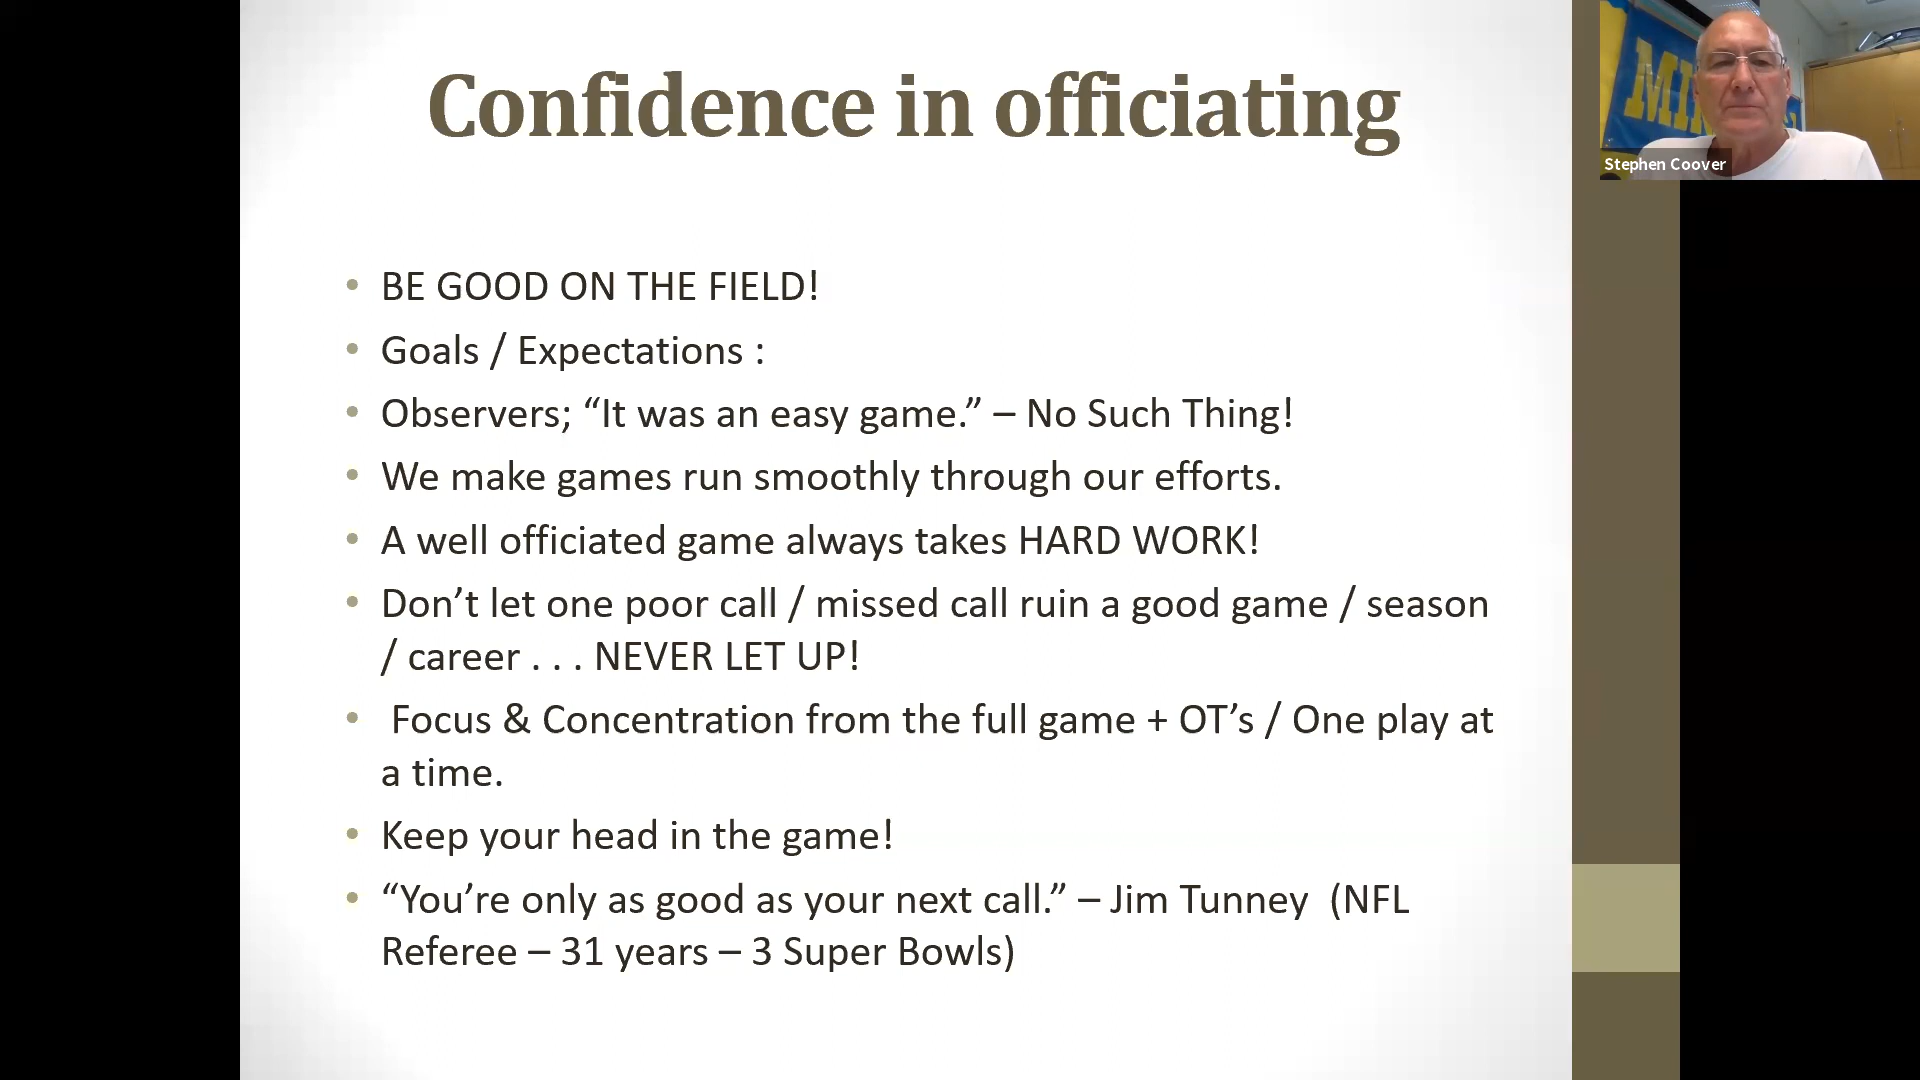 Confidence in officiating
Stephen Coover
• BE GOOD ON THE FIELD!
• Goals / Expectations :
• Observers; “It was an easy game.” – No Such Thing!
• We make games run smoothly through our efforts.
• A well officiated game always takes HARD WORK!
• Don’t let one poor call / missed call ruin a good game / season
/ career . . . NEVER LET UP!
• Focus & Concentration from the full game + OT’s / One play at
a time.
• Keep your head in the game!
• “You’re only as good as your next call.” – Jim Tunney (NFL
Referee – 31 years – 3 Super Bowls)